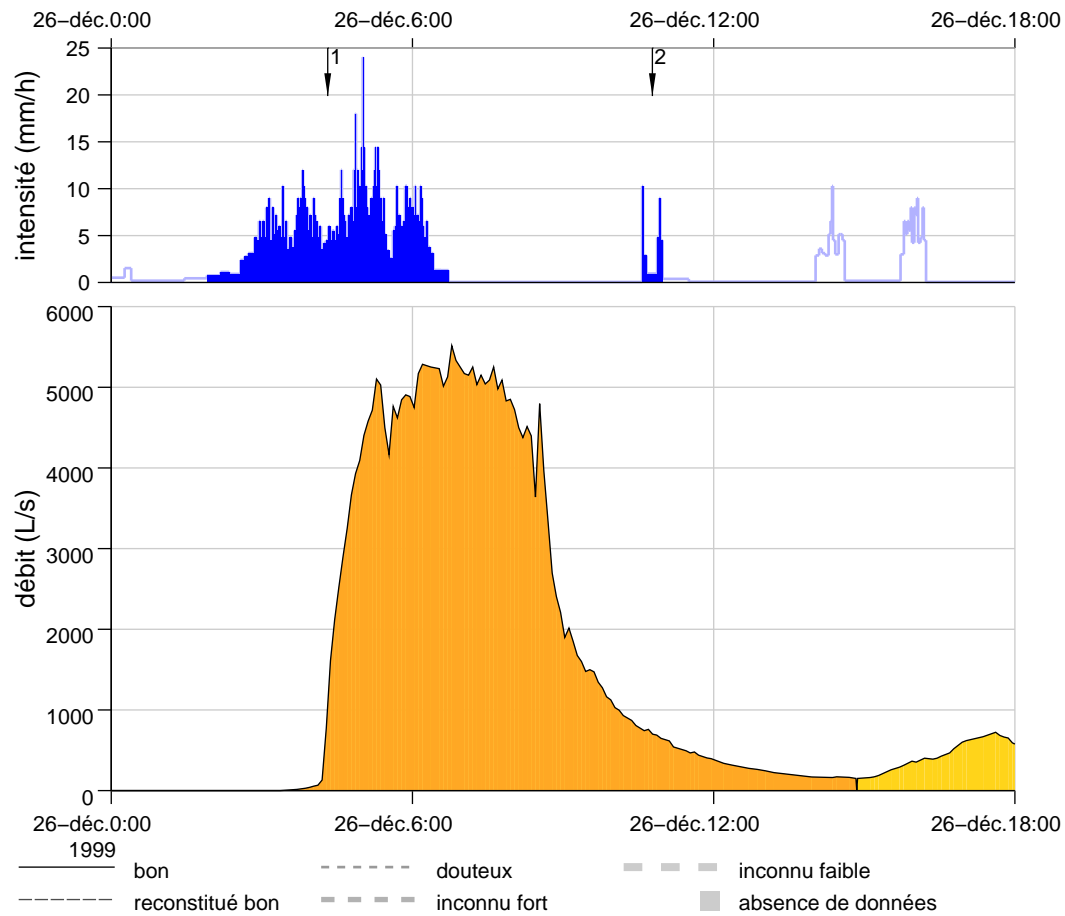 26−déc.0:00 26−déc.6:00 26−déc.12:00 26−déc.18:00
25
20
15
10
5
0
intensité (mm/h)
1
2
6000
5000
4000
3000
2000
1000
0
débit (L/s)
26−déc.0:00 26−déc.6:00 26−déc.12:00 26−déc.18:00
1999
bon douteux inconnu faible
reconstitué bon inconnu fort absence de données